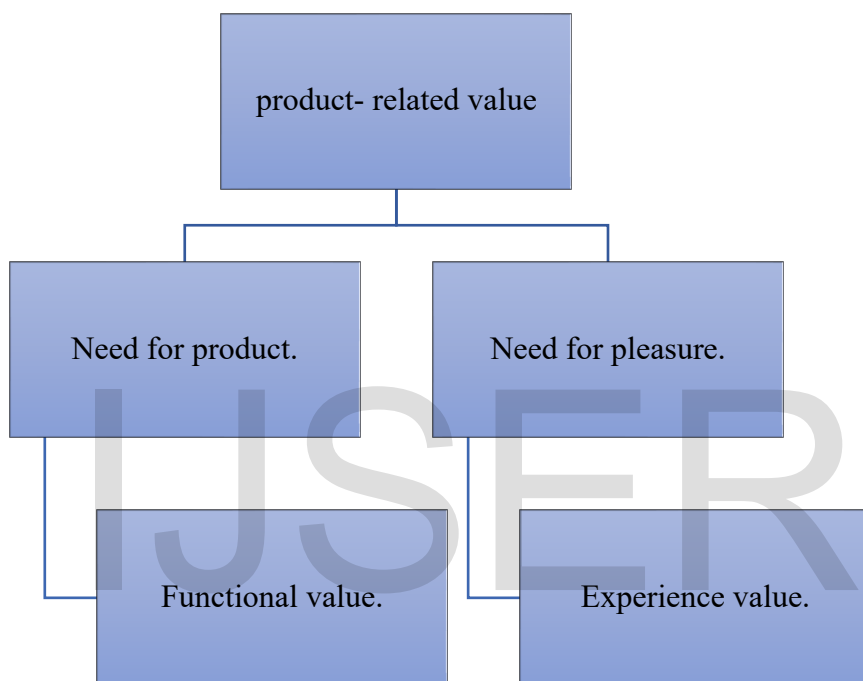 product- related value
Need for product.
Need for pleasure.
IJSER
Functional value.
Experience value.